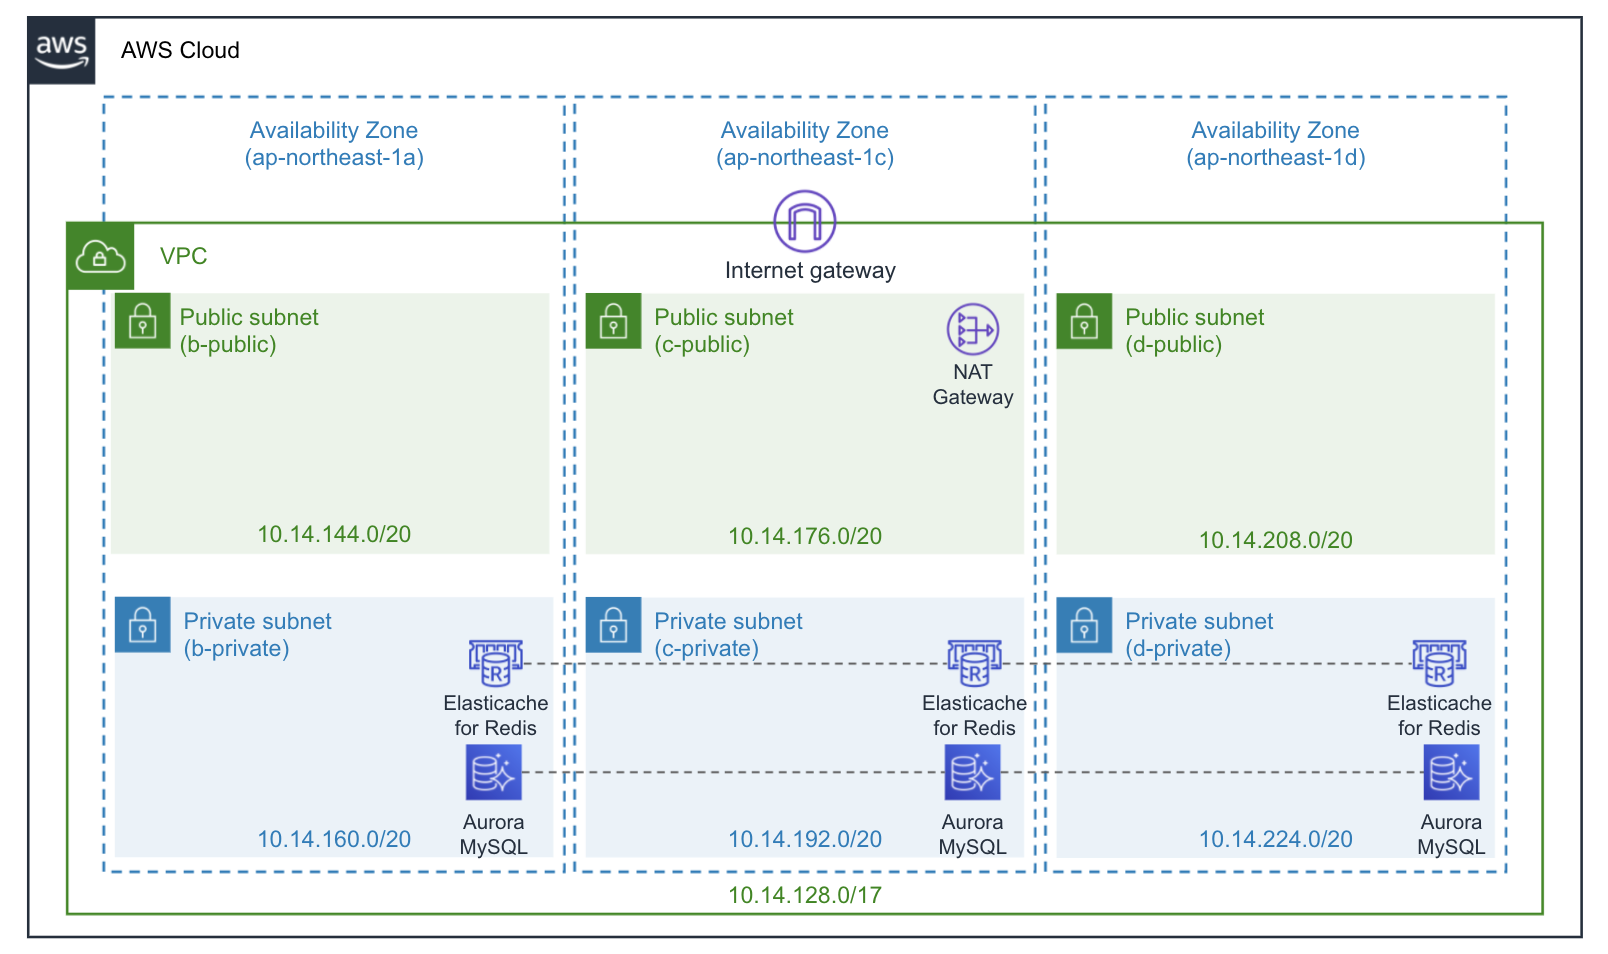 aws
AWS Cloud
Availability Zone
(ap-northeast-1a)
Availability Zone
(ap-northeast-1c)
Availability Zone
(ap-northeast-1d)
VPC
Internet gateway
Public subnet
(b-public)
Public subnet
(c-public)
NAT
Gateway
Public subnet
(d-public)
10.14.144.0/20
10.14.176.0/20
10.14.208.0/20
Private subnet
(b-private)
R
Elasticache
for Redis
Aurora
MySQL
10.14.160.0/20
Private subnet
(c-private)
R
Elasticache
for Redis
Aurora
MySQL
10.14.192.0/20
Private subnet
(d-private)
R
Elasticache
for Redis
Aurora
MySQL
10.14.224.0/20
10.14.128.0/17